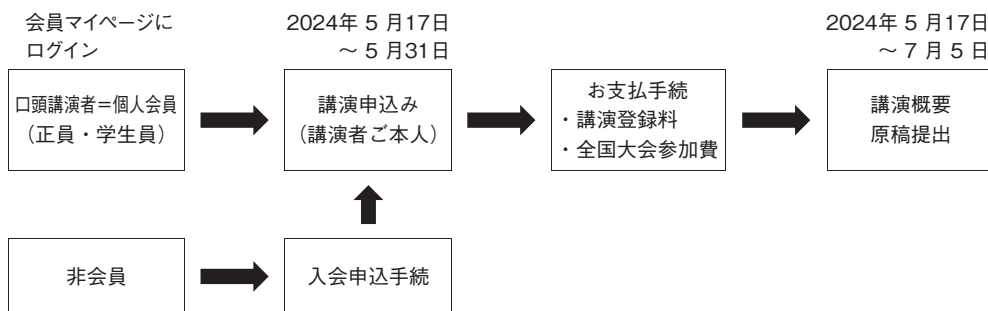 会員マイページに
ログイン
口頭講演者＝個人会員
（正員・学生員）
2024年 5 月17日
～ 5 月31日
講演申込み
（講演者ご本人）
お支払手続
・講演登録料
・全国大会参加費
2024年 5 月17日
～ 7 月 5 日
講演概要
原稿提出
非会員
入会申込手続